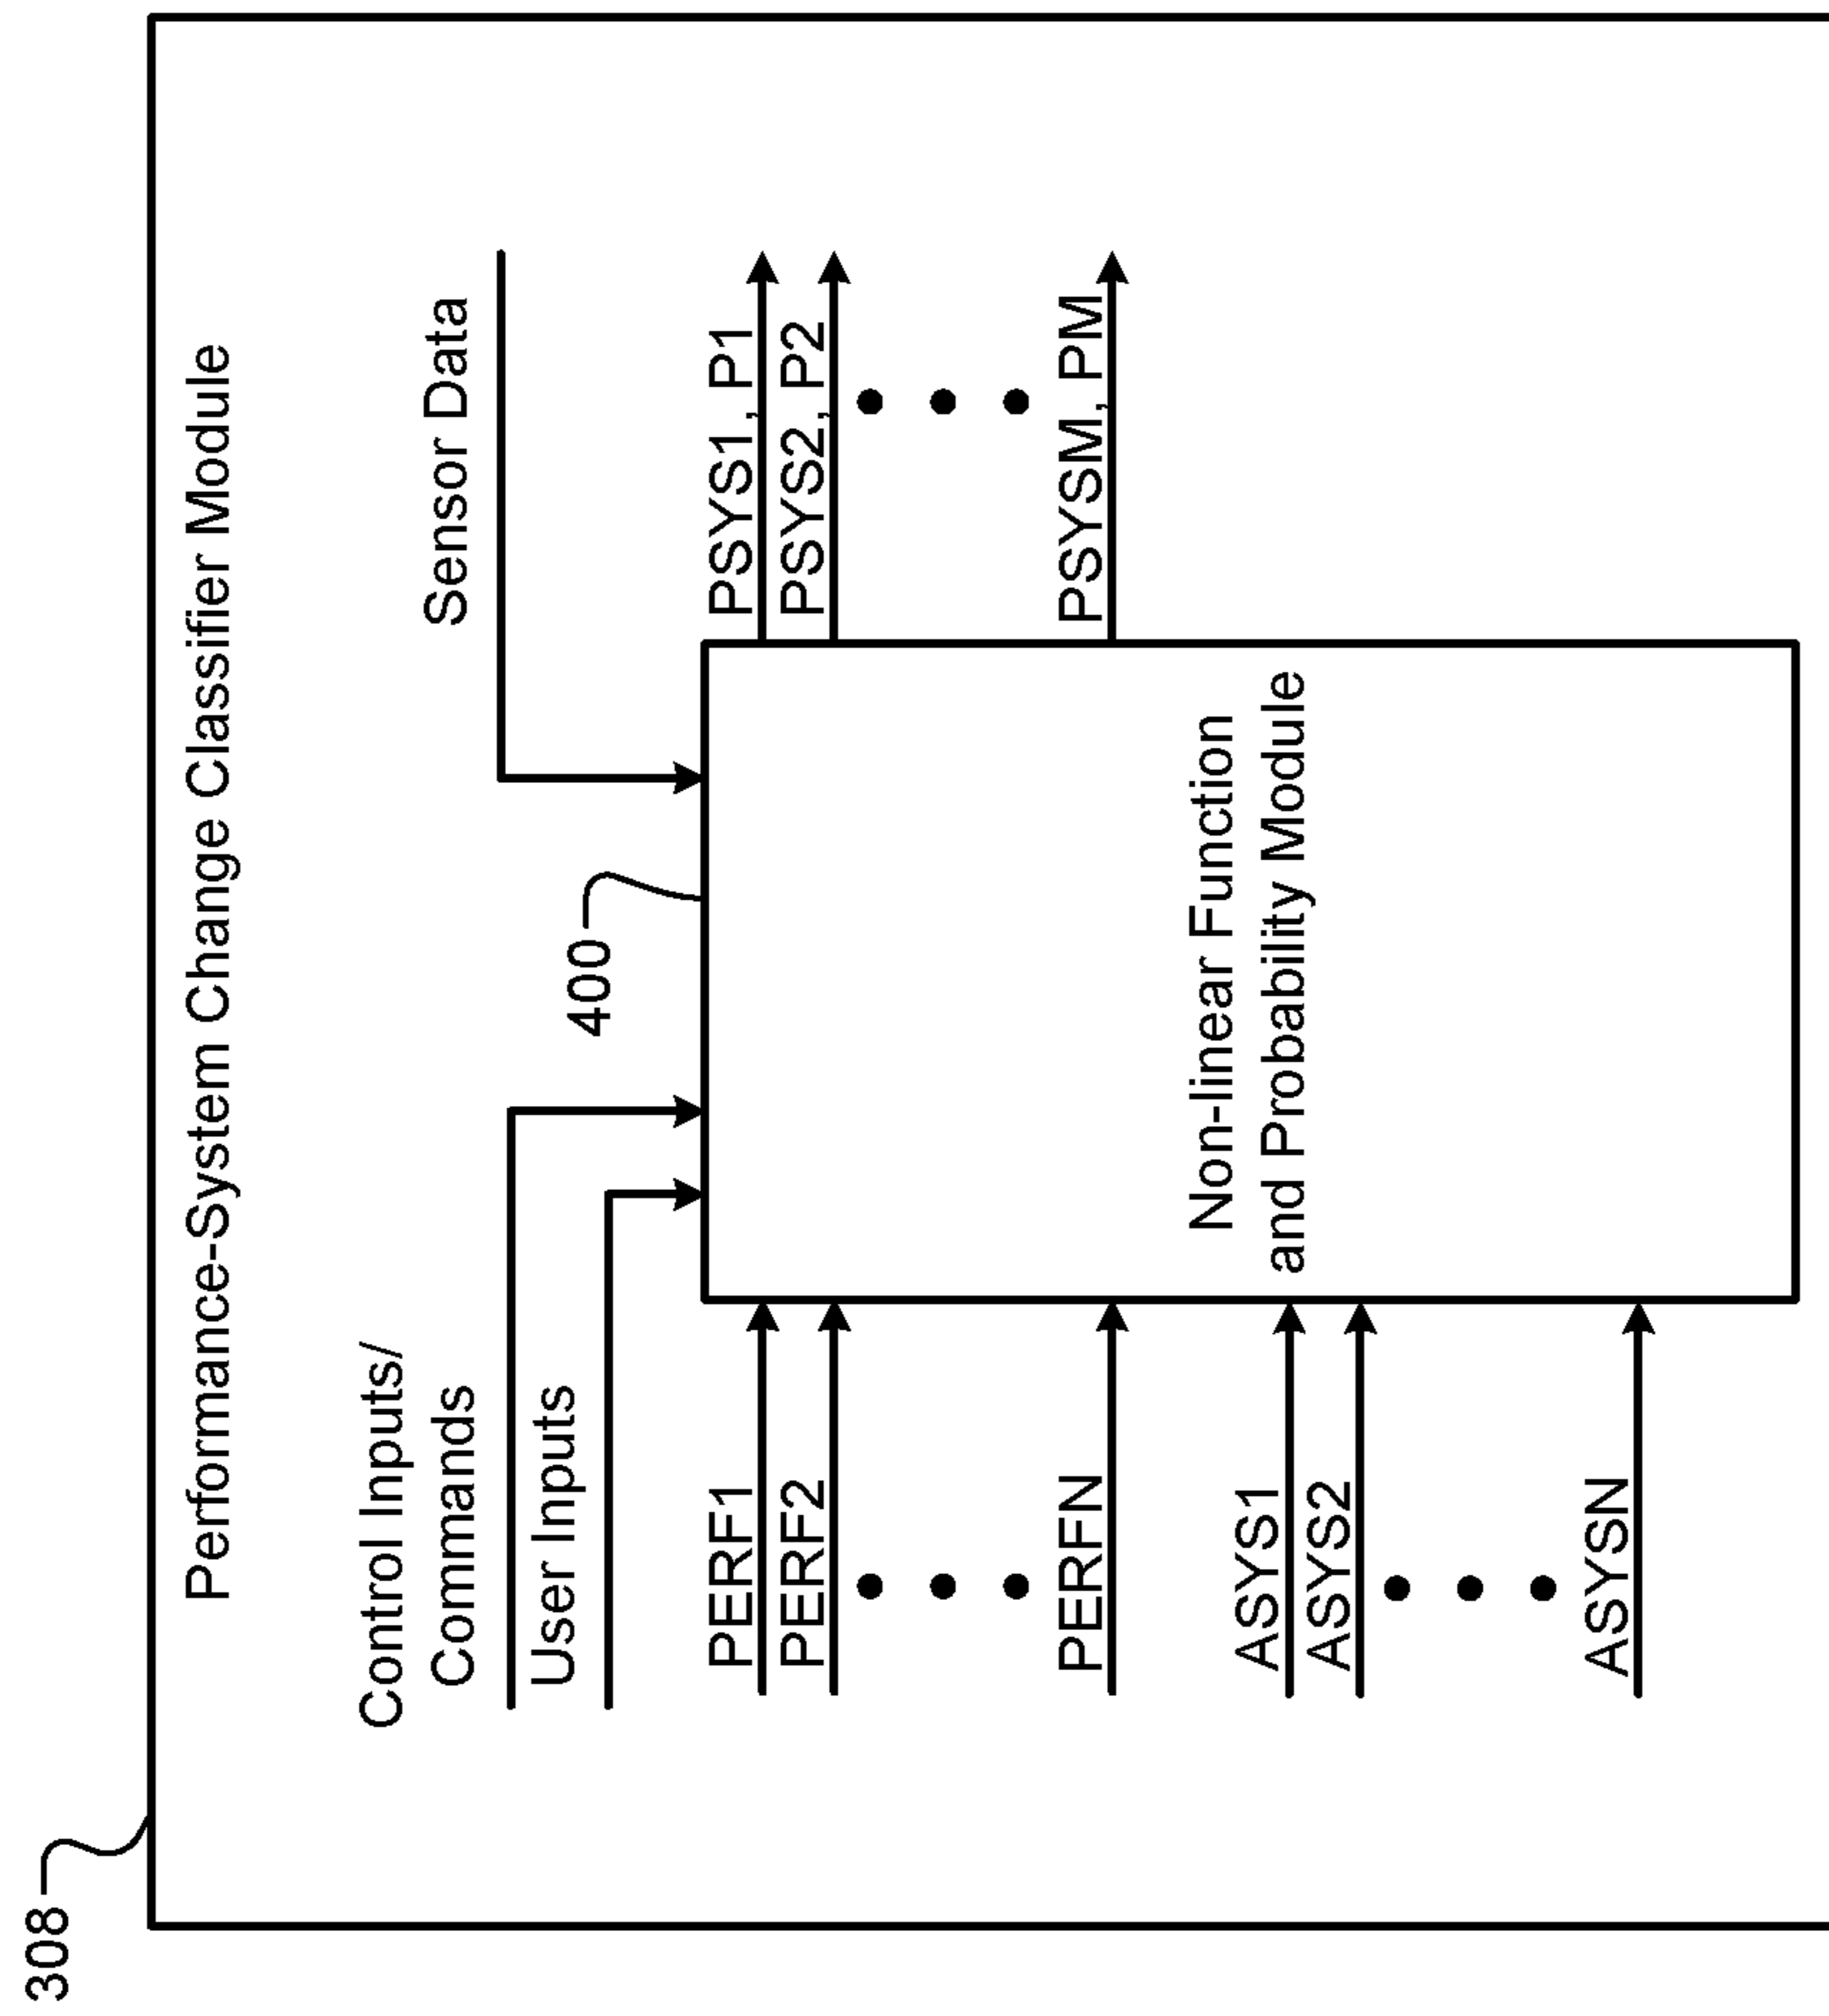 308
Performance-System Change Classifier Module
Control Inputs/
Commands
User Inputs
400
Sensor Data
PERF1
PERF2
PERFN
ASYS1
ASYS2
ASYSN
Non-linear Function
and Probability Module
PSYS1, P1
PSYS2, P2
PSYSM, PM